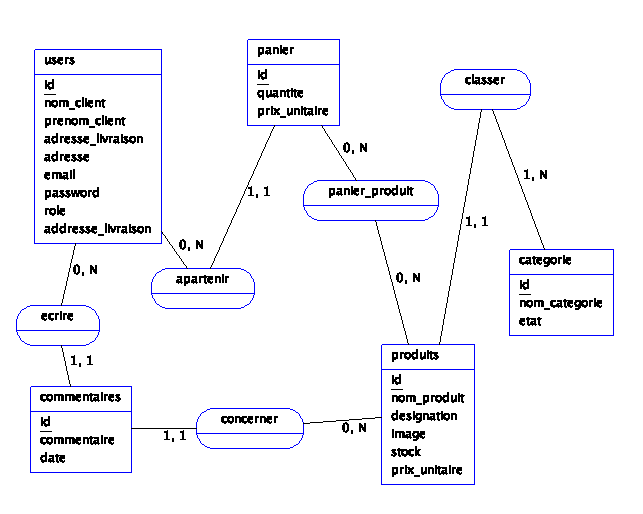 users
id
nom_client
prenom_client
adresse_livraison
adresse
email
password
role
addresse_livraison
panier
id
quantite
prix_unitaire
classer
0, N
1, 1
panier_produit
1, N
1, 1
0, N
categorie
id
nom_categorie
etat
0, N
apartenir
0, N
ecrire
1, 1
produits
id
nom_produit
designation
image
stock
prix_unitaire
commentaires
id
commentaire
date
concerner
1, 1
0, N